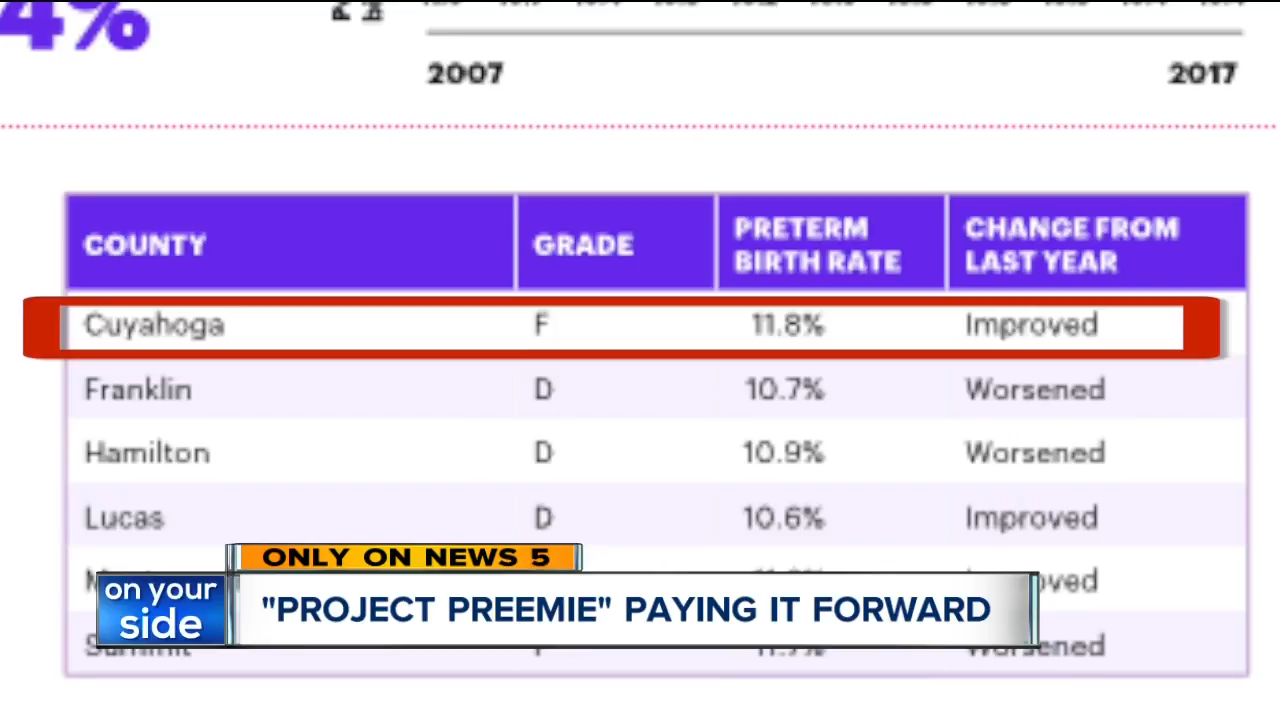 4%
2007 2017
COUNTY GRADE PRETERM BIRTH RATE CHANGE FROM LAST YEAR
Cuyahoga F 11.8% Improved
Franklin D 10.7% Worsened
Hamilton D 10.9% Worsened
Lucas D 10.6% Improved
ONLY ON NEWS 5
on your side
"PROJECT PREEMIE" PAYING IT FORWARD
Summit Worsened